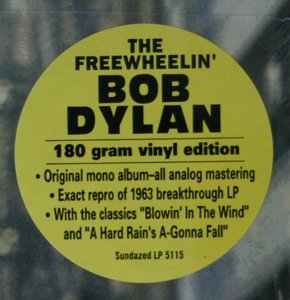 THE
FREEWHEELIN'
BOB
DYLAN
180 gram vinyl edition
• Original mono album–all analog mastering
• Exact repro of 1963 breakthrough LP
• With the classics "Blowin' In The Wind"
and "A Hard Rain's A-Gonna Fall"
Sundazed LP 5115